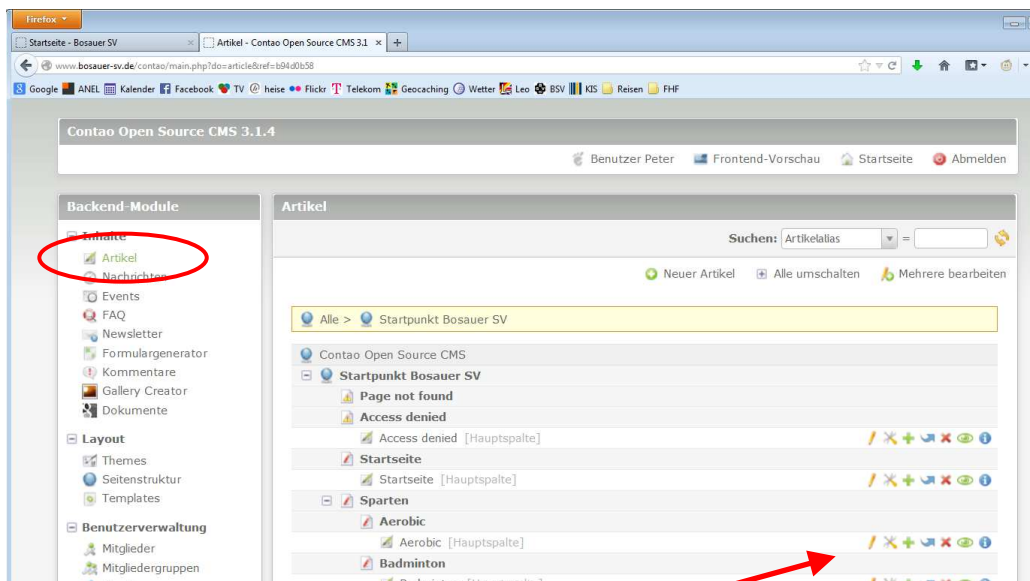 Firefox
Startseite - Bosauer SV × Artikel - Contao Open Source CMS 3.1 × +
www.bosauer-sv.de/contao/main.php?do=article&ref=b94d0b58
Google ANEL Kalender Facebook TV heise Flickr Telekom Geocaching Wetter Leo BSV KIS Reisen FHF
Contao Open Source CMS 3.1.4
Benutzer Peter Frontend-Vorschau Startseite Abmelden
Backend-Module
Inhalte
Artikel
Nachrichten
Events
FAQ
Newsletter
Formulargenerator
Kommentare
Gallery Creator
Dokumente
Layout
Themes
Seitenstruktur
Templates
Benutzerverwaltung
Mitglieder
Mitgliedergruppen
Artikel
Suchen: Artikelalias =
Neuer Artikel Alle umschalten Mehrere bearbeiten
Alle > Startpunkt Bosauer SV
Contao Open Source CMS
Startpunkt Bosauer SV
Page not found
Access denied
Access denied [Hauptspalte]
Startseite
Startseite [Hauptspalte]
Sparten
Aerobic
Aerobic [Hauptspalte]
Badminton